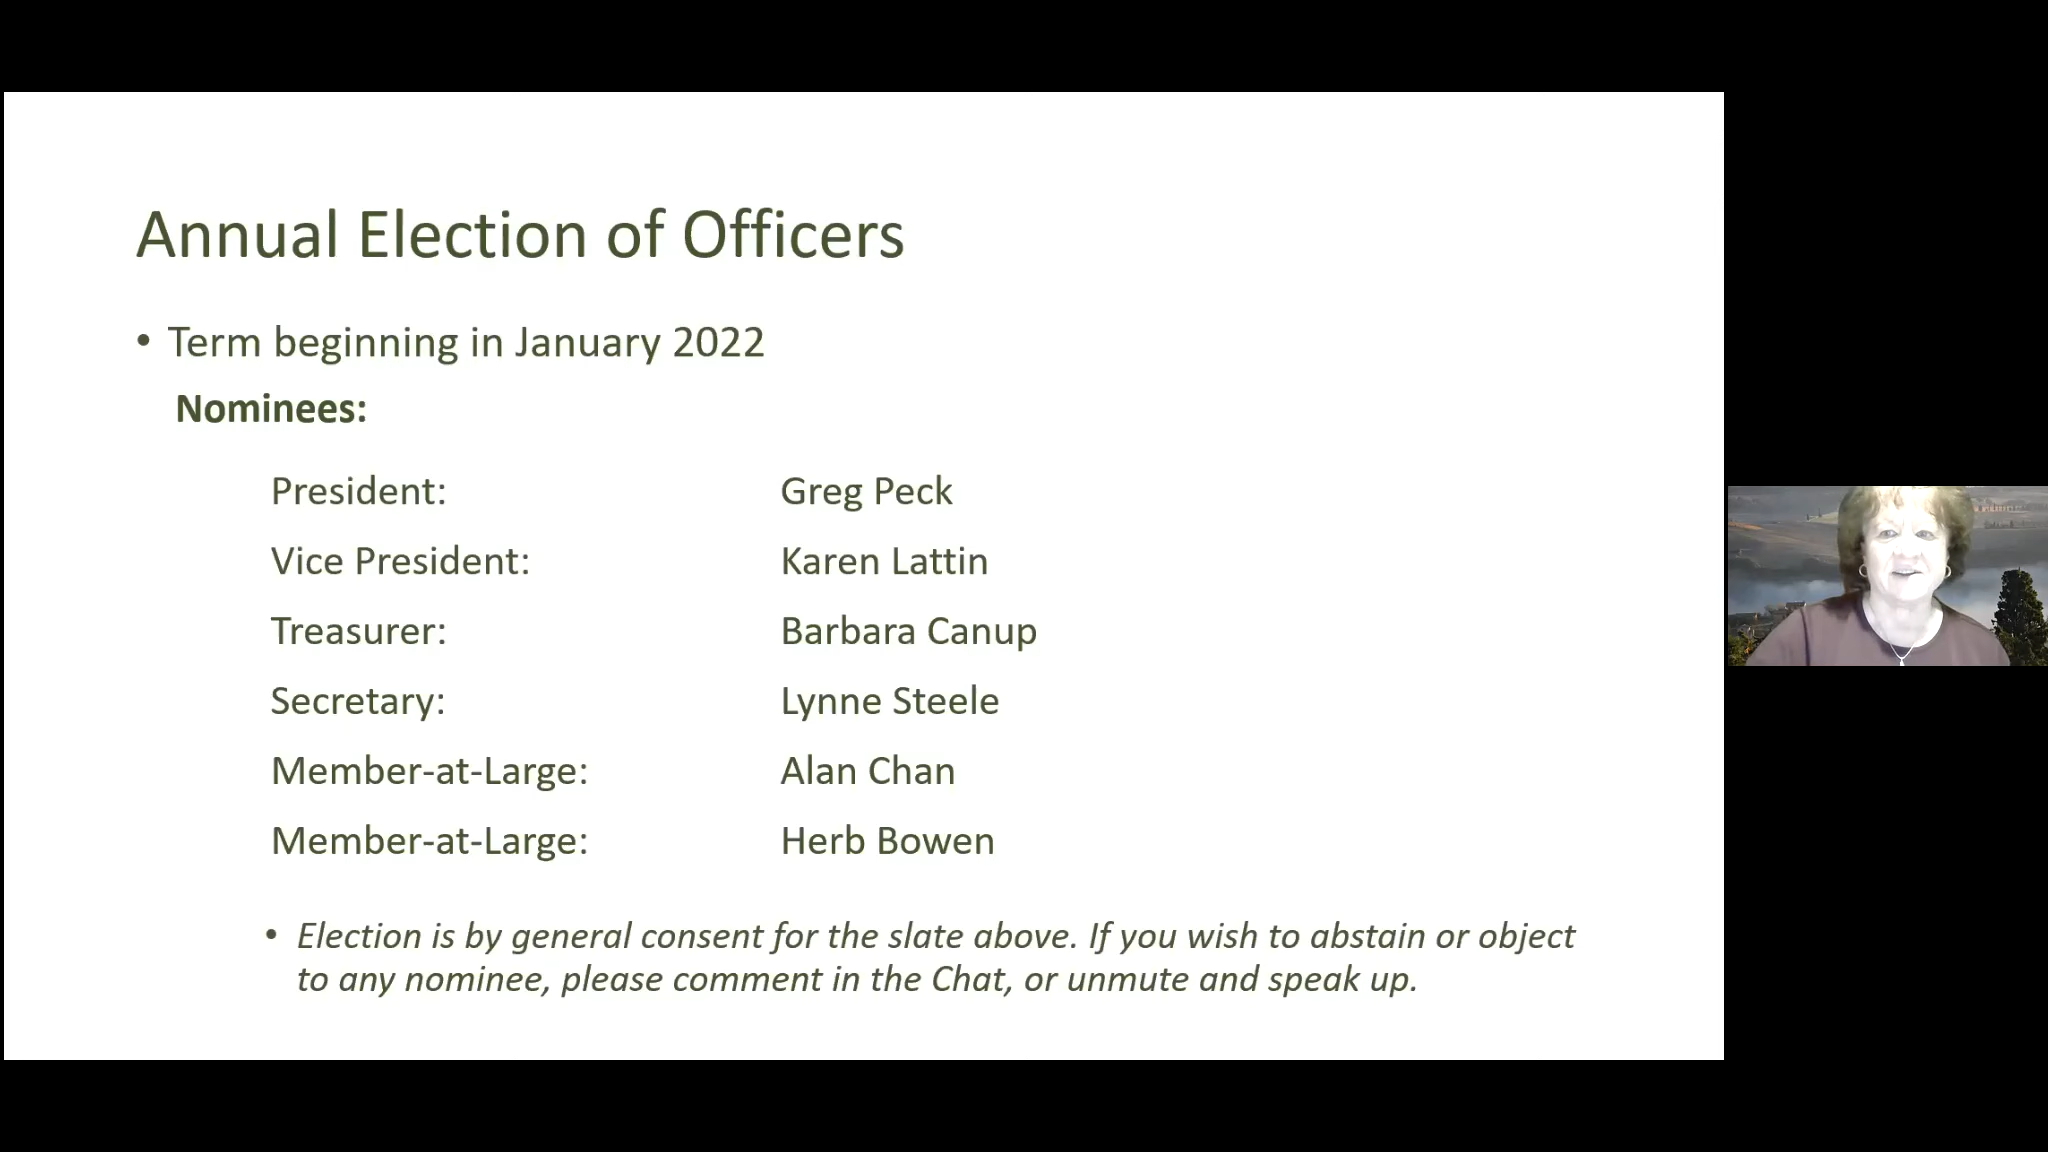 Annual Election of Officers
• Term beginning in January 2022
Nominees:
President: Greg Peck
Vice President: Karen Lattin
Treasurer: Barbara Canup
Secretary: Lynne Steele
Member-at-Large: Alan Chan
Member-at-Large: Herb Bowen
• Election is by general consent for the slate above. If you wish to abstain or object
to any nominee, please comment in the Chat, or unmute and speak up.